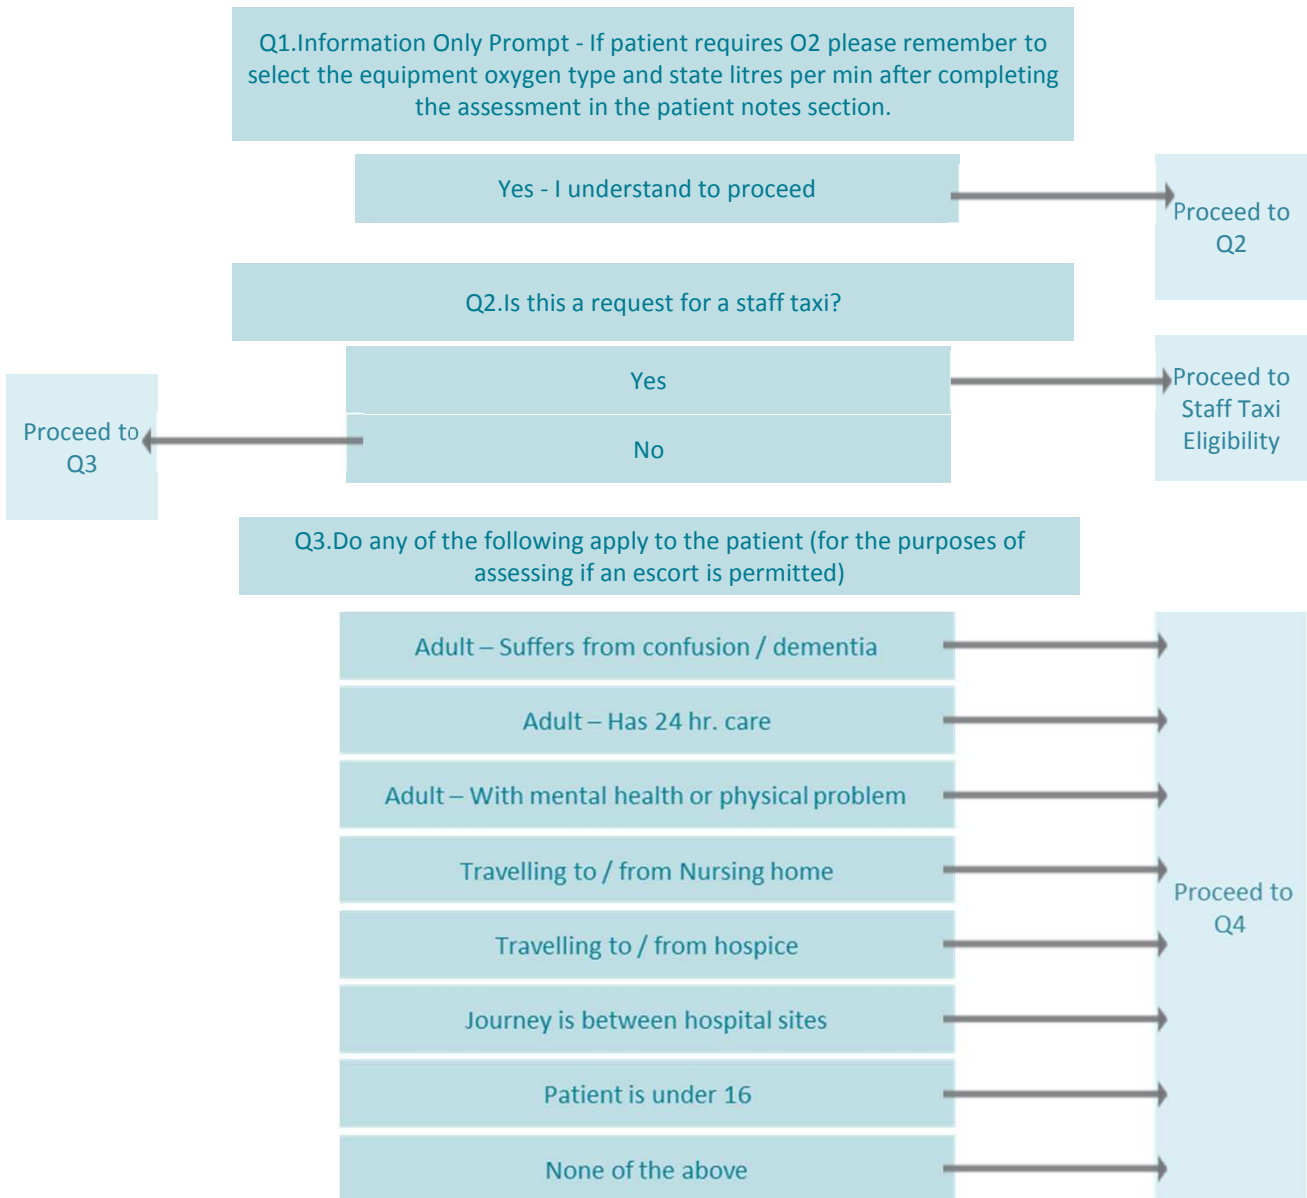 Q1.Information Only Prompt - If patient requires O2 please remember to
select the equipment oxygen type and state litres per min after completing
the assessment in the patient notes section.
Yes - I understand to proceed
Proceed to
Q2
Q2.Is this a request for a staff taxi?
Yes
Proceed to
Staff Taxi
Eligibility
No
Proceed to
Q3
Q3.Do any of the following apply to the patient (for the purposes of
assessing if an escort is permitted)
Adult – Suffers from confusion / dementia
Adult – Has 24 hr. care
Adult – With mental health or physical problem
Travelling to / from Nursing home
Travelling to / from hospice
Journey is between hospital sites
Patient is under 16
None of the above
Proceed to
Q4